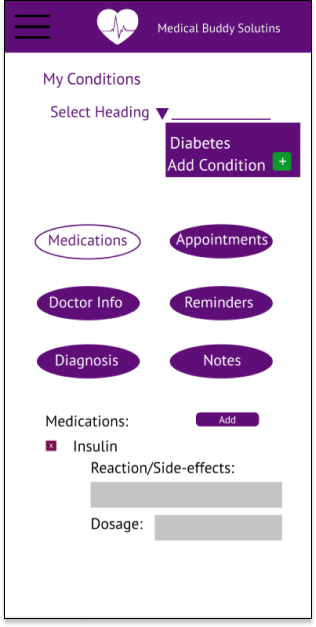 Medical Buddy Solutins
My Conditions
Select Heading
Diabetes
Add Condition +
Medications Appointments
Doctor Info Reminders
Diagnosis Notes
Medications: Add
x Insulin
Reaction/Side-effects:
Dosage: